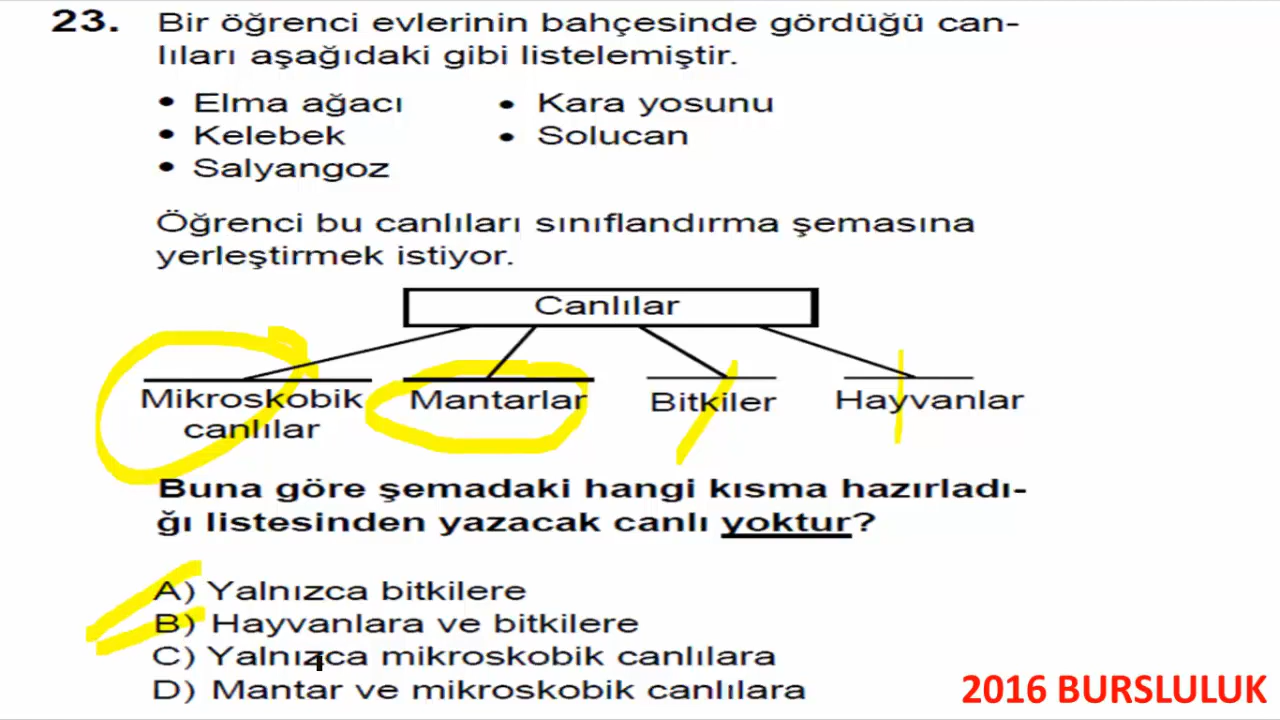 23. Bir öğrenci evlerinin bahçesinde gördüğü can-
lıları aşağıdaki gibi listelemiştir.
• Elma ağacı • Kara yosunu
• Kelebek • Solucan
• Salyangoz
Öğrenci bu canlıları sınıflandırma şemasına
yerleştirmek istiyor.
Canlılar
Mikroskobik Mantarlar Bitkiler Hayvanlar
canlılar
Buna göre şemadaki hangi kısma hazırladı-
ğı listesinden yazacak canlı yoktur?
A) Yalnızca bitkilere
B) Hayvanlara ve bitkilere
C) Yalnızca mikroskobik canlılara
D) Mantar ve mikroskobik canlılara
2016 BURSLULUK